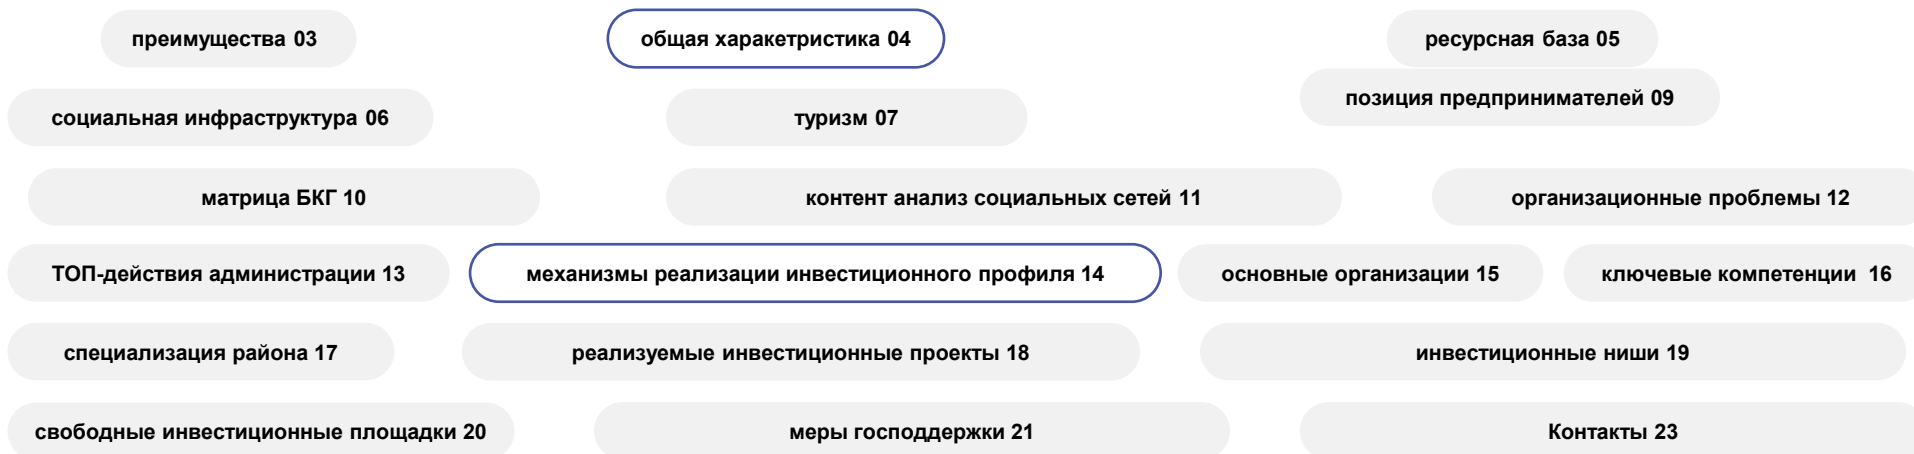 преимущества 03
общая характеристика 04
ресурсная база 05
социальная инфраструктура 06
туризм 07
позиция предпринимателей 09
матрица БКГ 10
контент анализ социальных сетей 11
организационные проблемы 12
ТОП-действия администрации 13
механизмы реализации инвестиционного профиля 14
основные организации 15
ключевые компетенции 16
специализация района 17
реализуемые инвестиционные проекты 18
инвестиционные ниши 19
свободные инвестиционные площадки 20
меры господдержки 21
Контакты 23